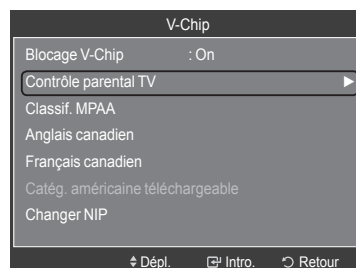 V-Chip
Blocage V-Chip : On
Contrôle parental TV ►
Classif. MPAA
Anglais canadien
Français canadien
Catég. américaine téléchargeable
Changer NIP
Dépl. Intro. Retour